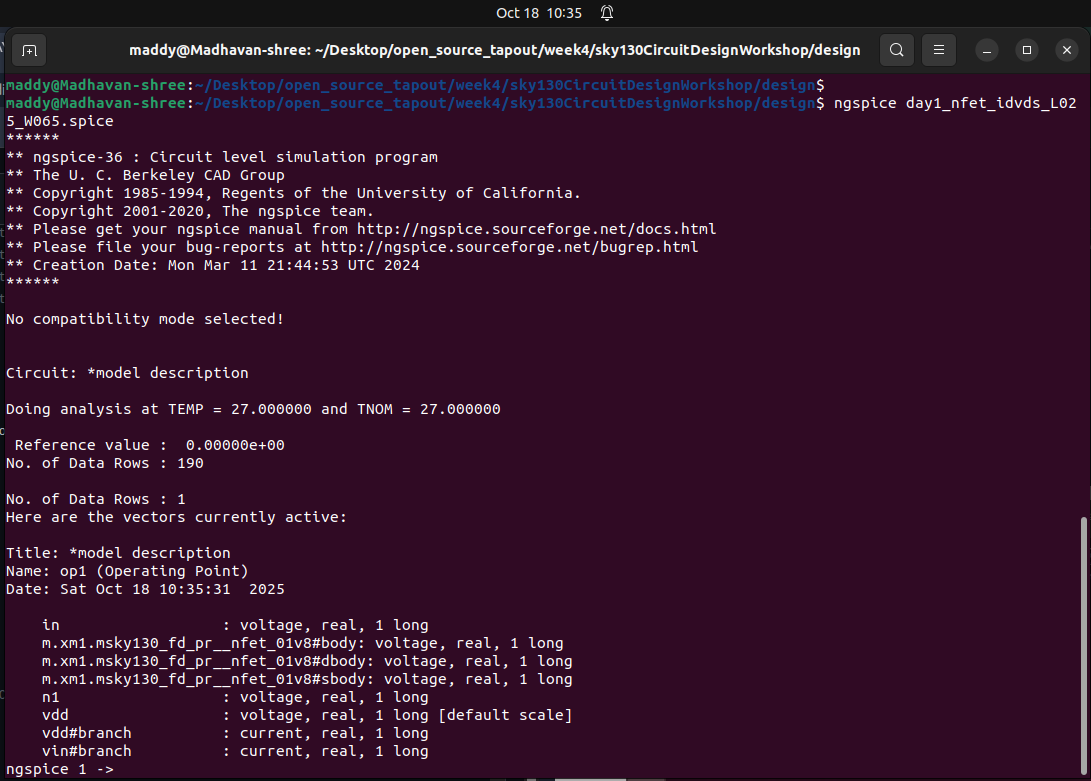 Oct 18 10:35
maddy@Madhavan-shree: ~/Desktop/open_source_tapout/week4/sky130CircuitDesignWorkshop/design
maddy@Madhavan-shree:~/Desktop/open_source_tapout/week4/sky130CircuitDesignWorkshop/design$
maddy@Madhavan-shree:~/Desktop/open_source_tapout/week4/sky130CircuitDesignWorkshop/design$ ngspice day1_nfet_idvds_L02
5_W065.spice
******
** ngspice-36 : Circuit level simulation program
** The U. C. Berkeley CAD Group
** Copyright 1985-1994, Regents of the University of California.
** Copyright 2001-2020, The ngspice team.
** Please get your ngspice manual from http://ngspice.sourceforge.net/docs.html
** Please file your bug-reports at http://ngspice.sourceforge.net/bugrep.html
** Creation Date: Mon Mar 11 21:44:53 UTC 2024
******
No compatibility mode selected!
Circuit: *model description
Doing analysis at TEMP = 27.000000 and TNOM = 27.000000
Reference value :  0.00000e+00
No. of Data Rows : 190
No. of Data Rows : 1
Here are the vectors currently active:
Title: *model description
Name: op1 (Operating Point)
Date: Sat Oct 18 10:35:31  2025
in                  : voltage, real, 1 long
m.xm1.msky130_fd_pr__nfet_01v8#body: voltage, real, 1 long
m.xm1.msky130_fd_pr__nfet_01v8#dbody: voltage, real, 1 long
m.xm1.msky130_fd_pr__nfet_01v8#sbody: voltage, real, 1 long
n1                  : voltage, real, 1 long
vdd                 : voltage, real, 1 long [default scale]
vdd#branch          : current, real, 1 long
vin#branch          : current, real, 1 long
ngspice 1 ->